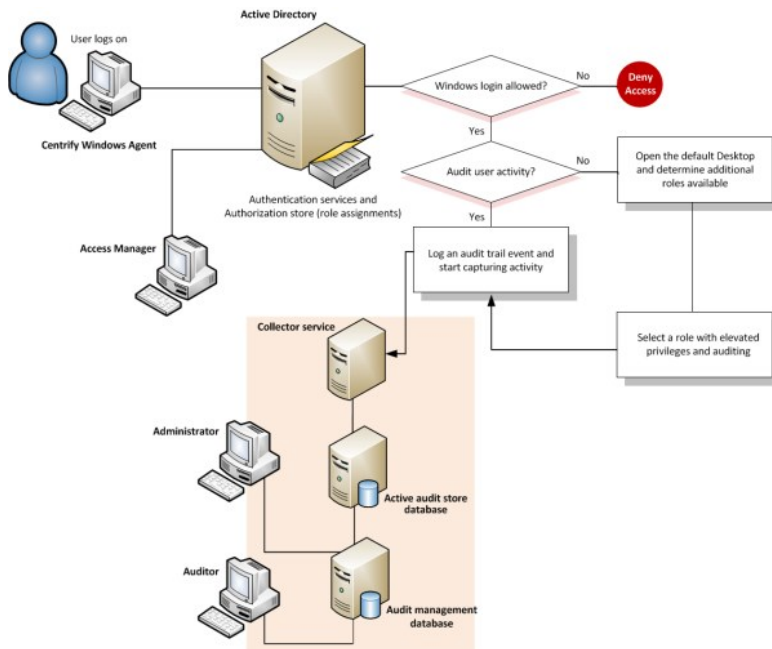 Active Directory
User logs on
Centrify Windows Agent
Windows login allowed?
No
Deny
Access
Yes
Audit user activity?
No
Open the default Desktop
and determine additional
roles available
Authentication services and
Authorization store (role assignments)
Yes
Access Manager
Log an audit trail event and
start capturing activity
Collector service
Select a role with elevated
privileges and auditing
Administrator
Active audit store
database
Auditor
Audit management
database